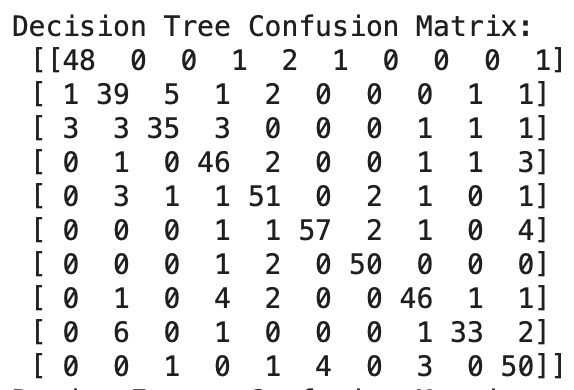 Decision Tree Confusion Matrix:
[[48 0 0 1 2 1 0 0 0 1]
[ 1 39 5 1 2 0 0 0 1 1]
[ 3 3 35 3 0 0 0 1 1 1]
[ 0 1 0 46 2 0 0 1 1 3]
[ 0 3 1 1 51 0 2 1 0 1]
[ 0 0 0 1 1 57 2 1 0 4]
[ 0 0 0 1 2 0 50 0 0 0]
[ 0 1 0 4 2 0 0 46 1 1]
[ 0 6 0 1 0 0 0 1 33 2]
[ 0 0 1 0 1 4 0 3 0 50]]